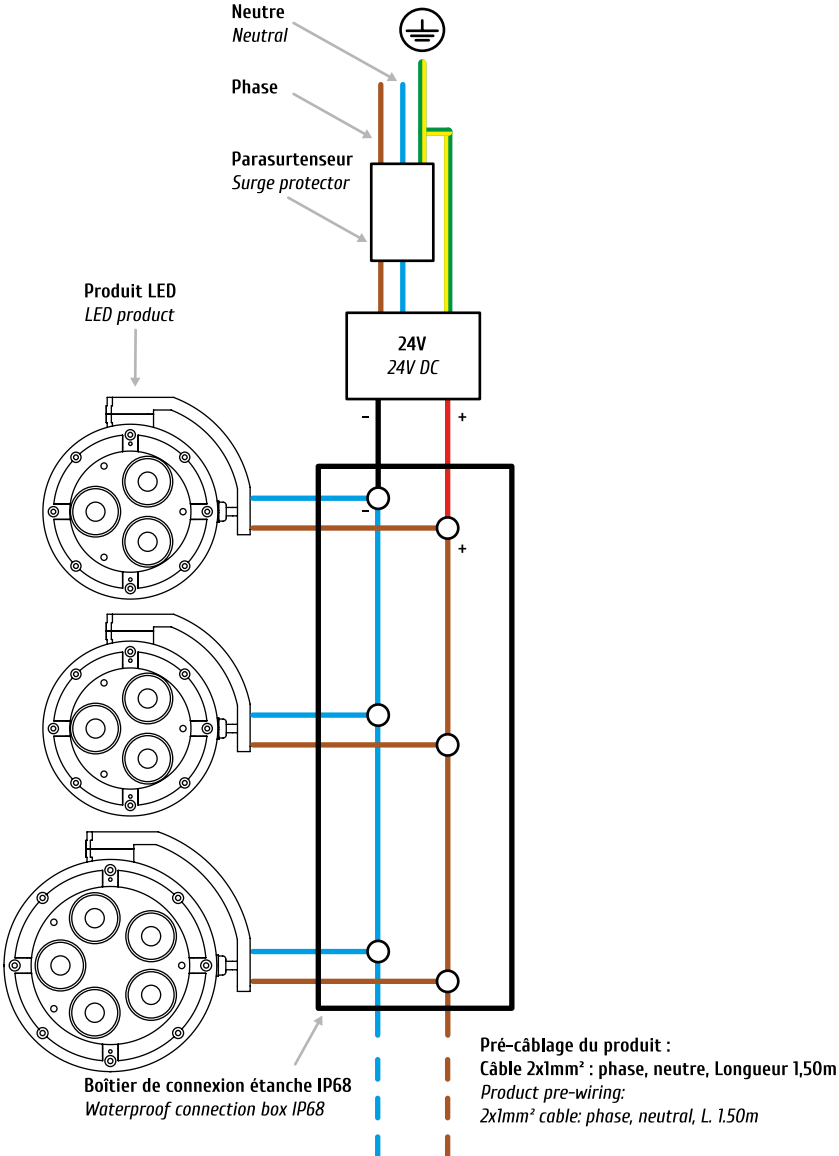 Neutre
Neutral
Phase
Parasurtenseur
Surge protector
Produit LED
LED product
24V
24V DC
- +
-
+
Pré-câblage du produit :
Câble 2x1mm² : phase, neutre, Longueur 1,50m
Product pre-wiring:
2x1mm² cable: phase, neutral, L. 1.50m
Boîtier de connexion étanche IP68
Waterproof connection box IP68